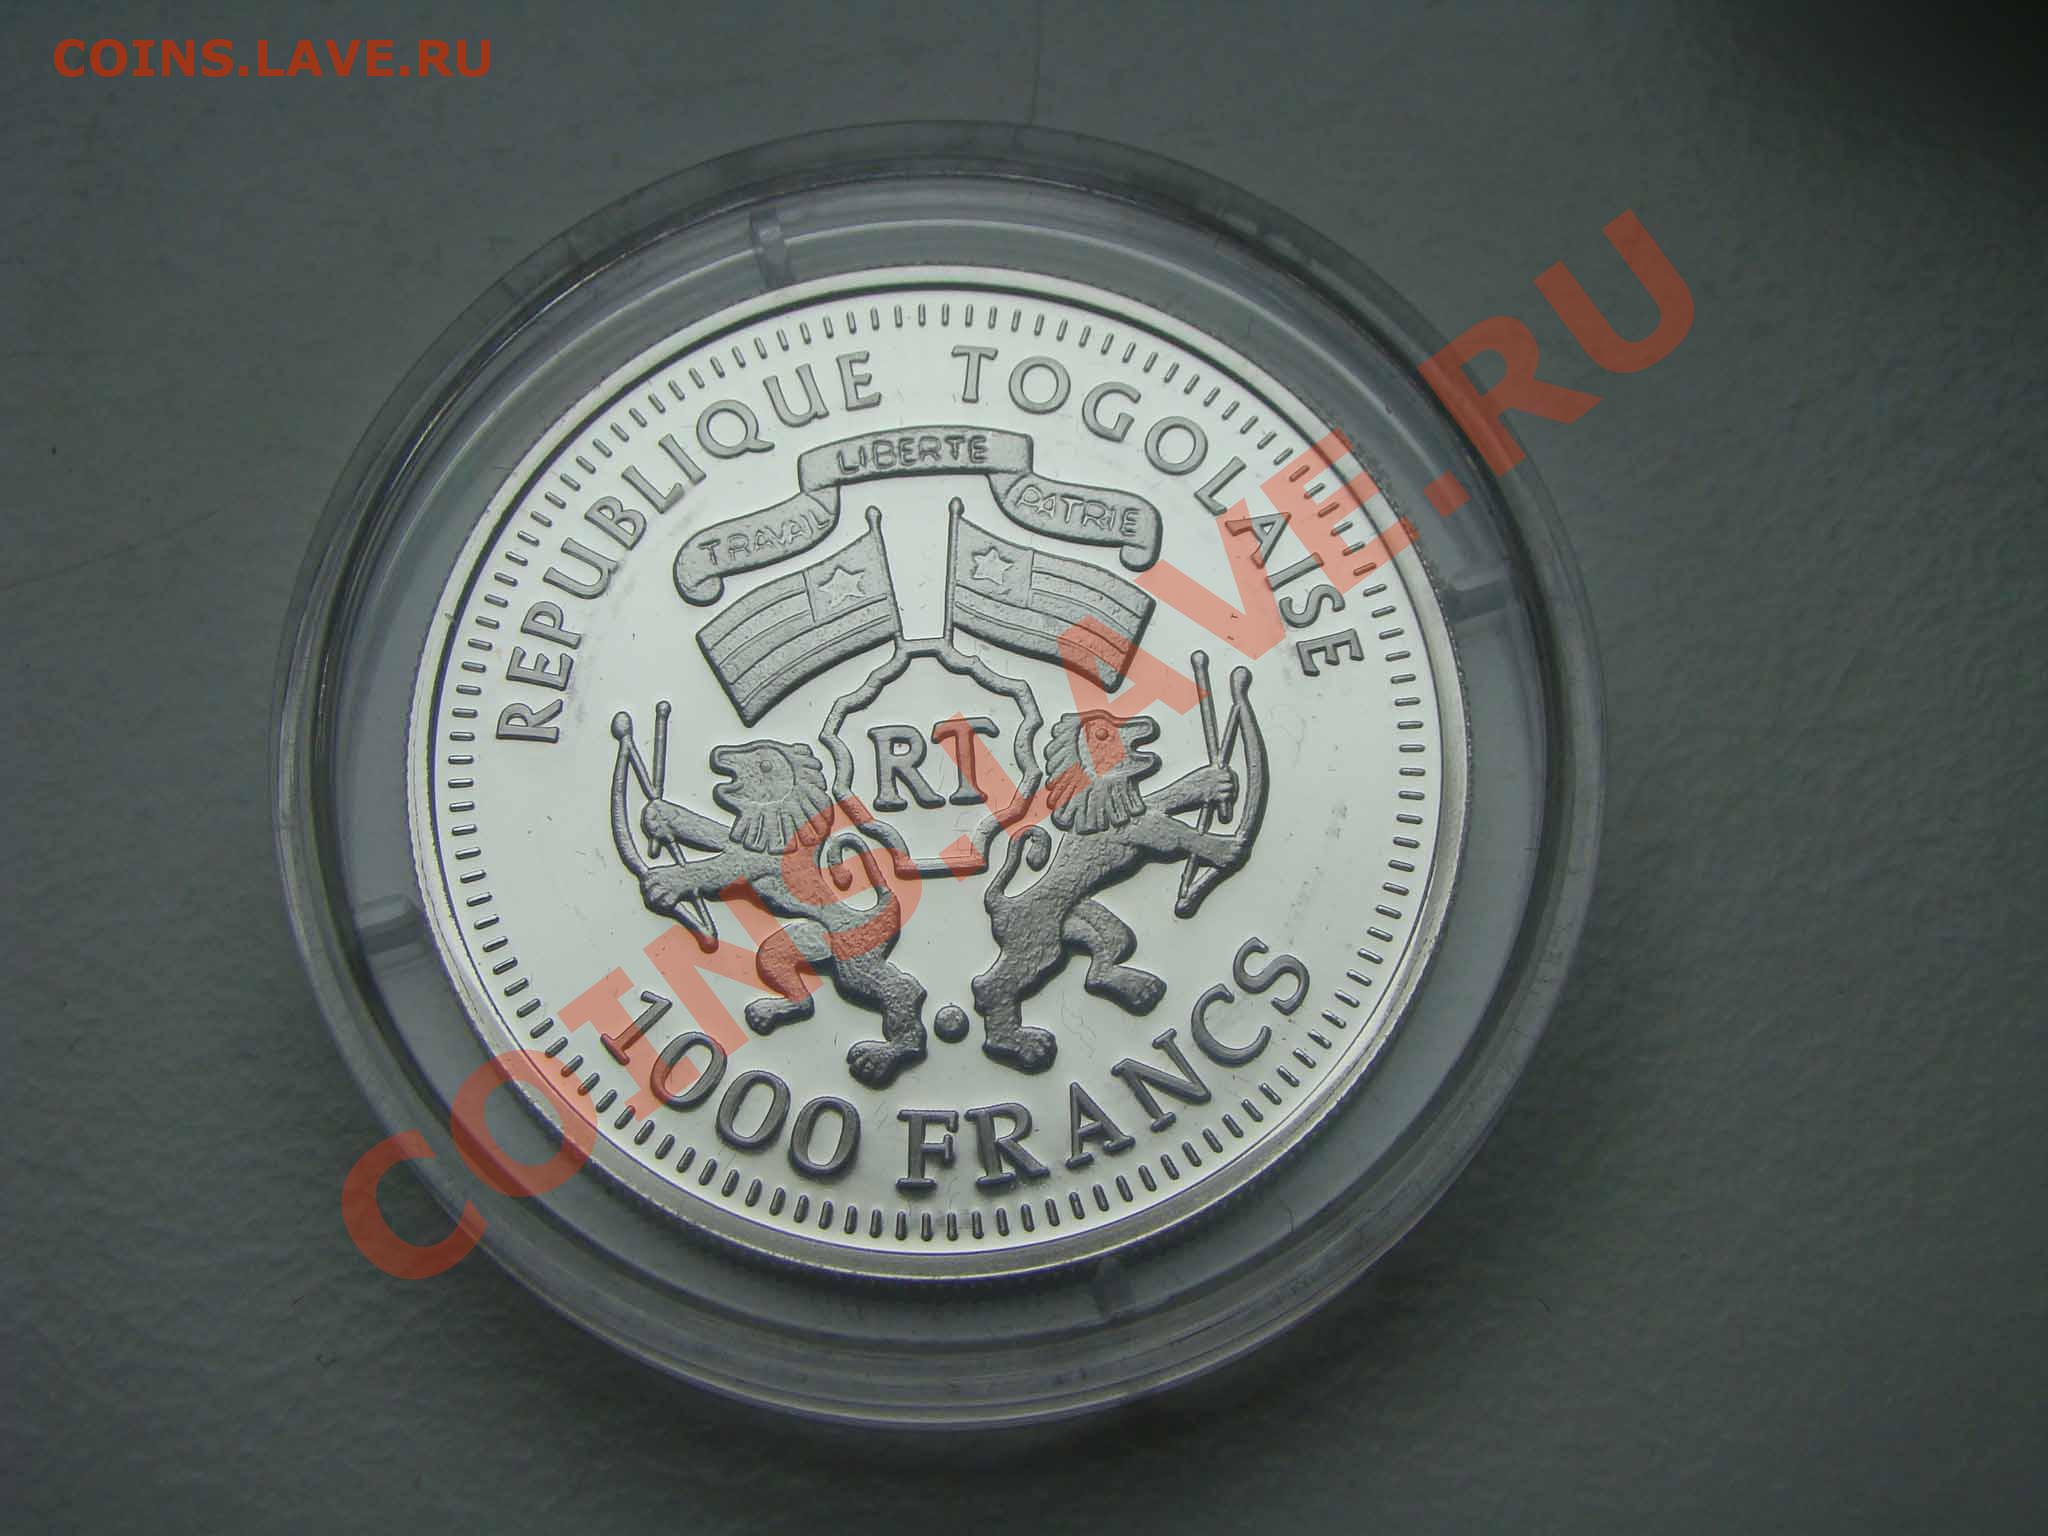 COINS.LAVE.RU
REPUBLIQUE TOGOLAISE
TRAVAIL LIBERTE PATRIE
RT
1000 FRANCS
COINS.LAVE.RU